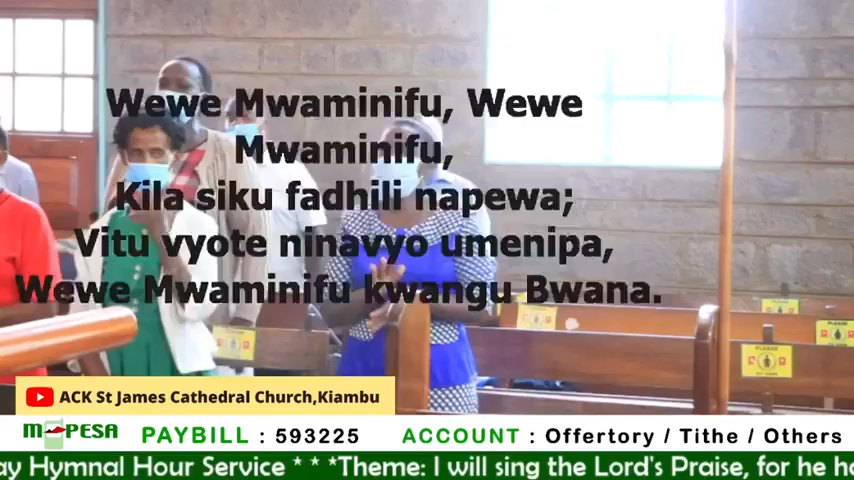 Wewe Mwaminifu, Wewe
Mwaminifu,
Kila siku fadhili napewa;
Vitu vyote ninavyo umenipa,
Wewe Mwaminifu kwangu Bwana.
PLEASE
PLEASE
ACK St James Cathedral Church,Kiambu
M-PESA PAYBILL : 593225 ACCOUNT : Offertory / Tithe / Others
ay Hymnal Hour Service * * *Theme: I will sing the Lord's Praise, for he ha